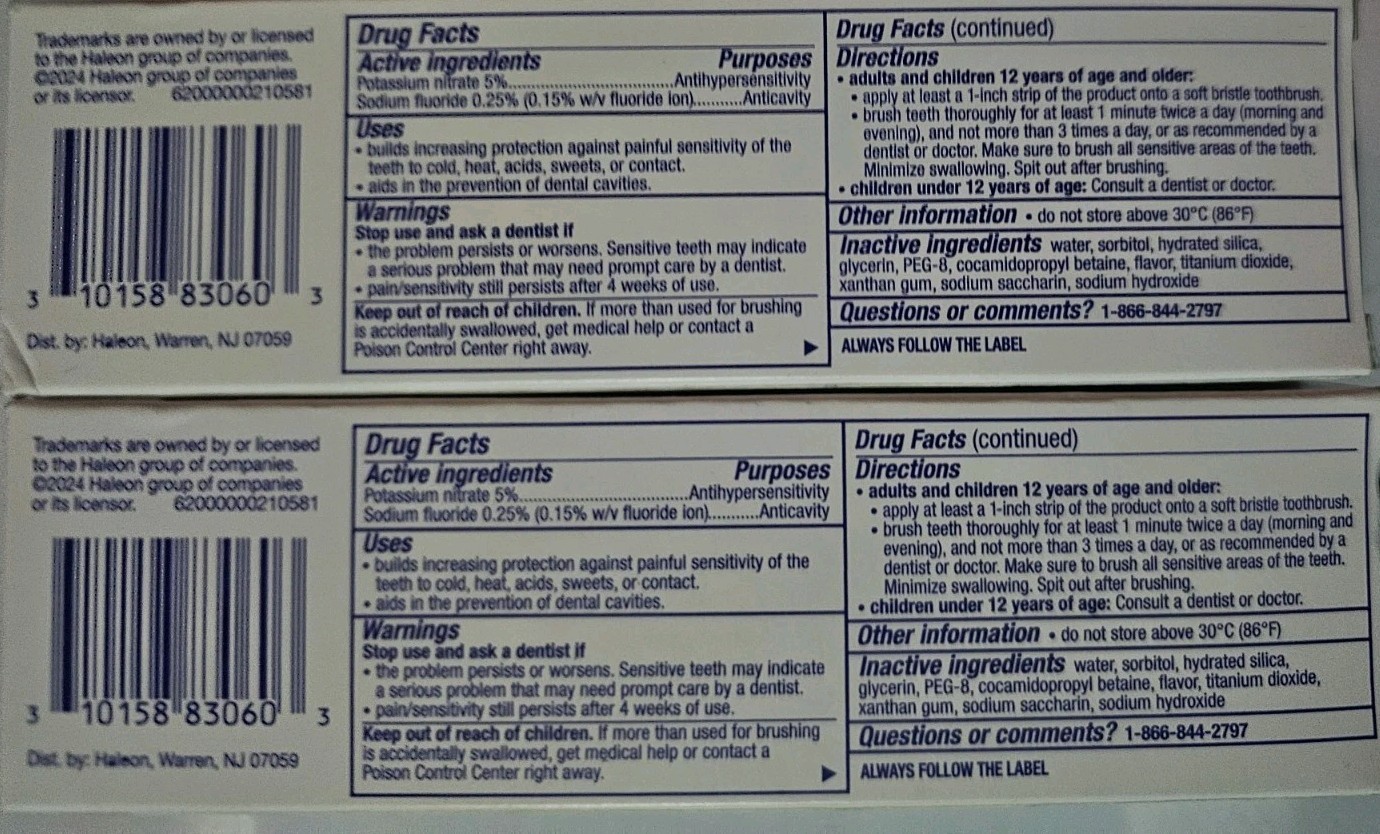 Trademarks are owned by or licensed
to the Haleon group of companies.
©2024 Haleon group of companies
or its licensor. 62000000210581
3 10158 83060 3
Dist. by: Haleon, Warren, NJ 07059
Drug Facts
Active ingredients Purposes
Potassium nitrate 5%..................................Antihypersensitivity
Sodium fluoride 0.25% (0.15% w/v fluoride ion)..........Anticavity
Uses
• builds increasing protection against painful sensitivity of the
teeth to cold, heat, acids, sweets, or contact.
• aids in the prevention of dental cavities.
Warnings
Stop use and ask a dentist if
• the problem persists or worsens. Sensitive teeth may indicate
a serious problem that may need prompt care by a dentist.
• pain/sensitivity still persists after 4 weeks of use.
Keep out of reach of children. If more than used for brushing
is accidentally swallowed, get medical help or contact a
Poison Control Center right away.
Drug Facts (continued)
Directions
• adults and children 12 years of age and older:
• apply at least a 1-inch strip of the product onto a soft bristle toothbrush.
• brush teeth thoroughly for at least 1 minute twice a day (morning and
evening), and not more than 3 times a day, or as recommended by a
dentist or doctor. Make sure to brush all sensitive areas of the teeth.
Minimize swallowing. Spit out after brushing.
• children under 12 years of age: Consult a dentist or doctor.
Other information • do not store above 30°C (86°F)
Inactive ingredients water, sorbitol, hydrated silica,
glycerin, PEG-8, cocamidopropyl betaine, flavor, titanium dioxide,
xanthan gum, sodium saccharin, sodium hydroxide
Questions or comments? 1-866-844-2797
ALWAYS FOLLOW THE LABEL
Trademarks are owned by or licensed
to the Haleon group of companies.
©2024 Haleon group of companies
or its licensor. 62000000210581
3 10158 83060 3
Dist. by: Haleon, Warren, NJ 07059
Drug Facts
Active ingredients Purposes
Potassium nitrate 5%..................................Antihypersensitivity
Sodium fluoride 0.25% (0.15% w/v fluoride ion)..........Anticavity
Uses
• builds increasing protection against painful sensitivity of the
teeth to cold, heat, acids, sweets, or contact.
• aids in the prevention of dental cavities.
Warnings
Stop use and ask a dentist if
• the problem persists or worsens. Sensitive teeth may indicate
a serious problem that may need prompt care by a dentist.
• pain/sensitivity still persists after 4 weeks of use.
Keep out of reach of children. If more than used for brushing
is accidentally swallowed, get medical help or contact a
Poison Control Center right away.
Drug Facts (continued)
Directions
• adults and children 12 years of age and older:
• apply at least a 1-inch strip of the product onto a soft bristle toothbrush.
• brush teeth thoroughly for at least 1 minute twice a day (morning and
evening), and not more than 3 times a day, or as recommended by a
dentist or doctor. Make sure to brush all sensitive areas of the teeth.
Minimize swallowing. Spit out after brushing.
• children under 12 years of age: Consult a dentist or doctor.
Other information • do not store above 30°C (86°F)
Inactive ingredients water, sorbitol, hydrated silica,
glycerin, PEG-8, cocamidopropyl betaine, flavor, titanium dioxide,
xanthan gum, sodium saccharin, sodium hydroxide
Questions or comments? 1-866-844-2797
ALWAYS FOLLOW THE LABEL